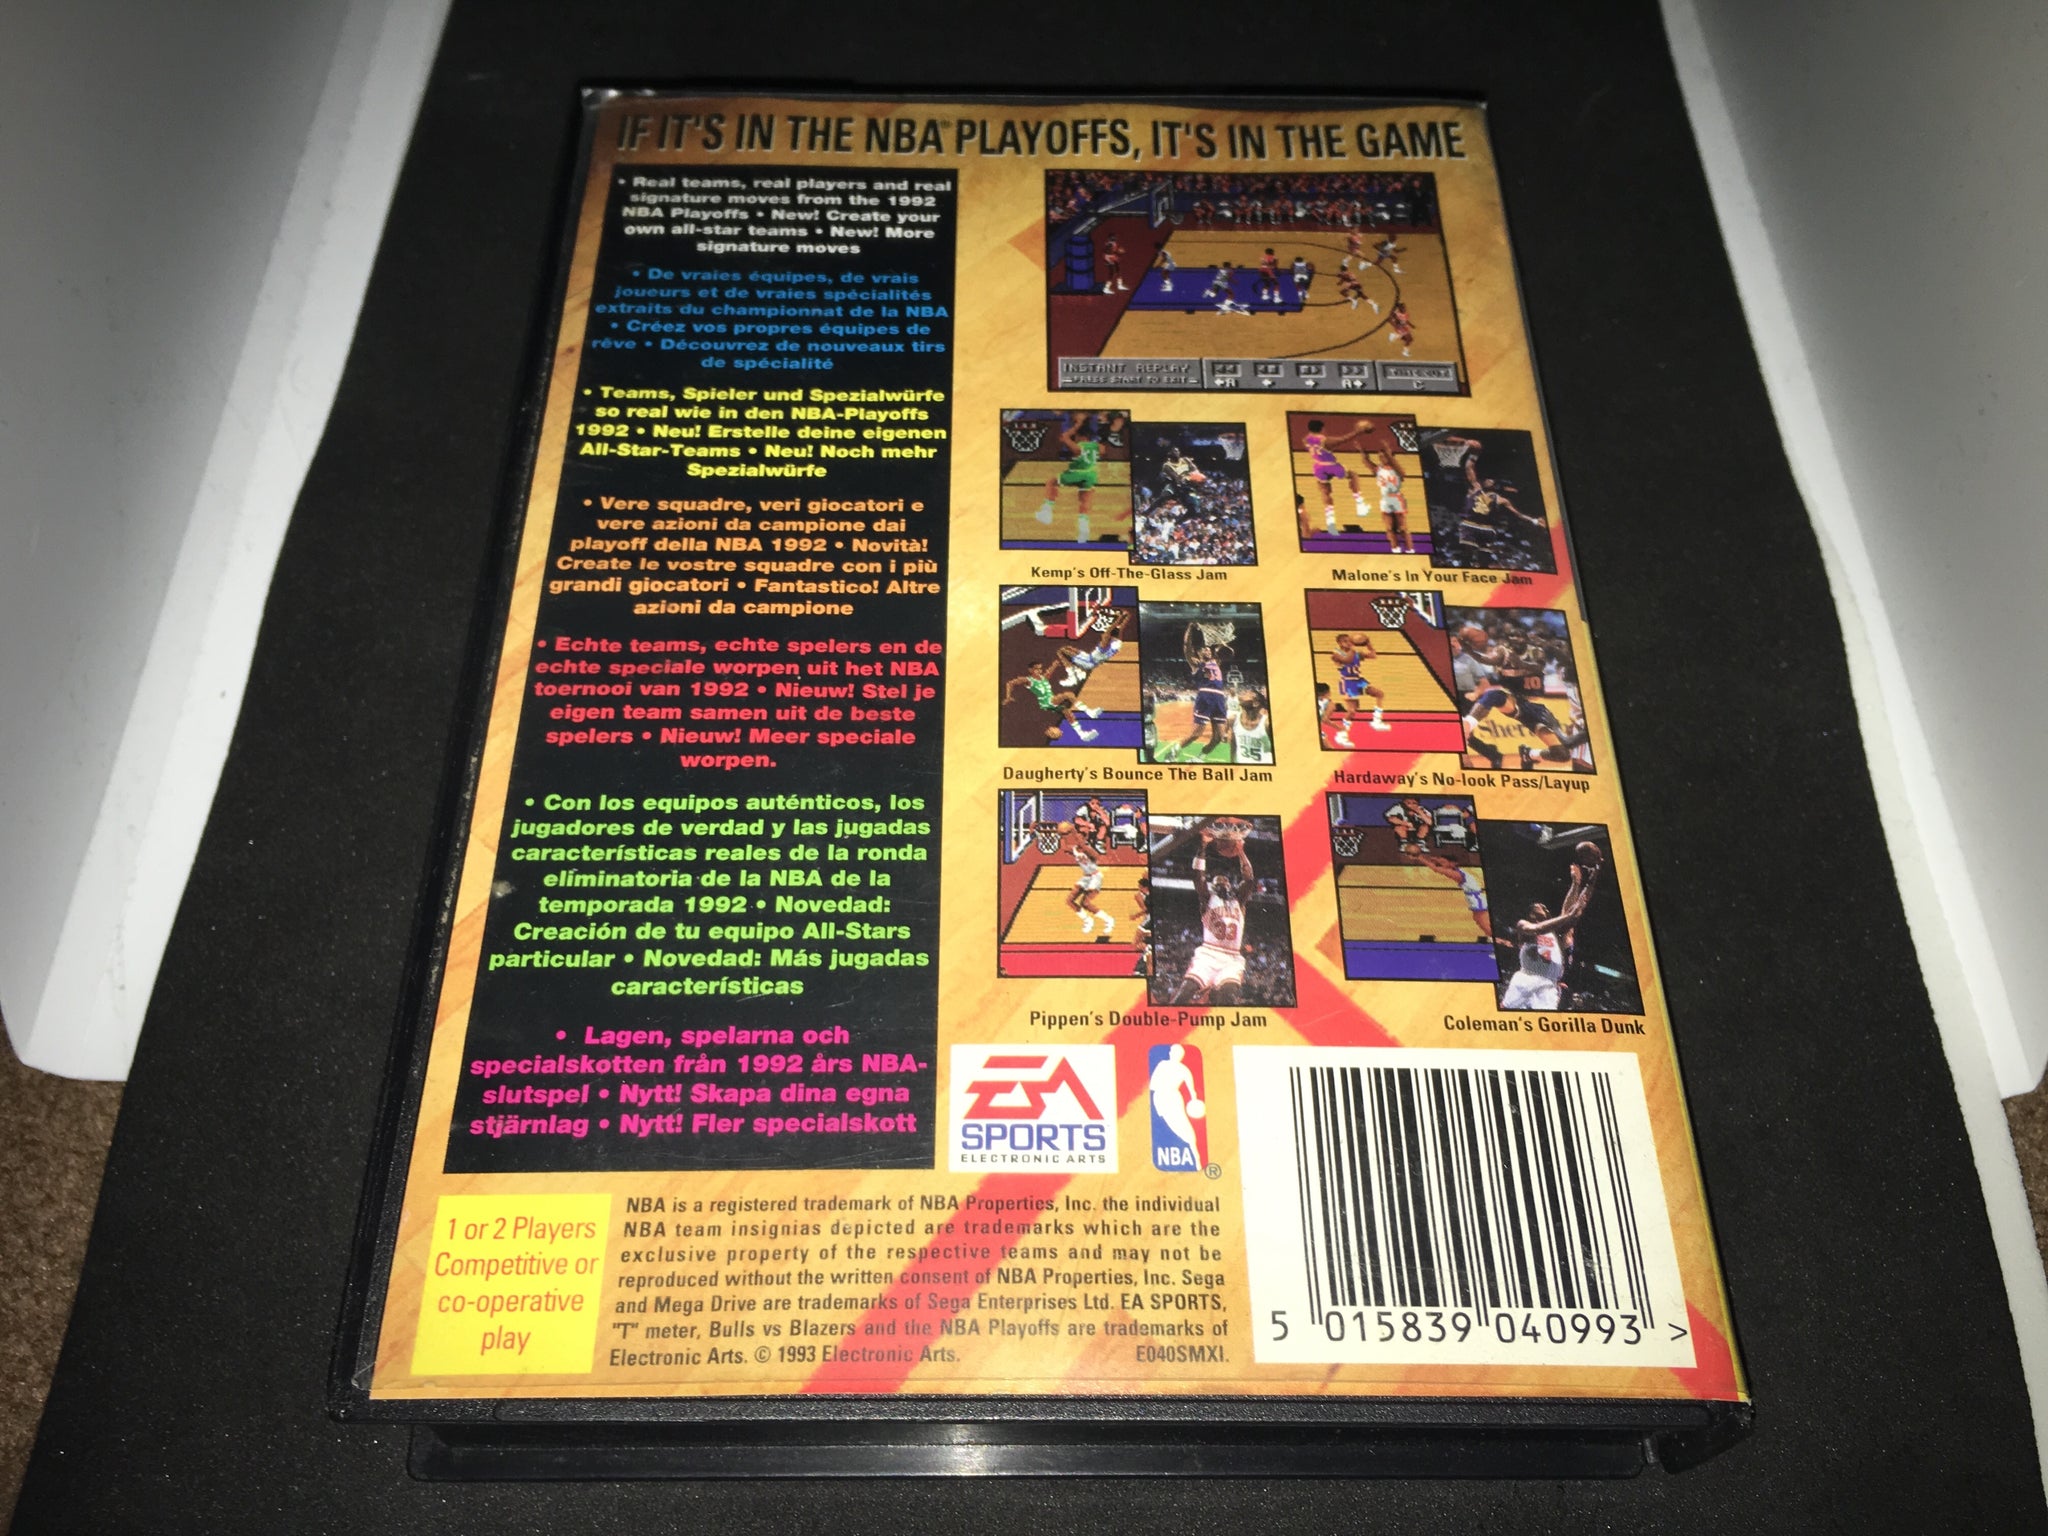 IF IT'S IN THE NBA® PLAYOFFS, IT'S IN THE GAME
• Real teams, real players and real
signature moves from the 1992
NBA Playoffs • New! Create your
own all-star teams • New! More
signature moves
• De vraies équipes, de vrais
joueurs et de vraies spécialités
extraits du championnat de la NBA
• Créez vos propres équipes de
rêve • Découvrez de nouveaux tirs
de spécialité
• Teams, Spieler und Spezialwürfe
so real wie in den NBA-Playoffs
1992 • Neu! Erstelle deine eigenen
All-Star-Teams • Neu! Noch mehr
Spezialwürfe
• Vere squadre, veri giocatori e
vere azioni da campione dai
playoff della NBA 1992 • Novità!
Create le vostre squadre con i più
grandi giocatori • Fantastico! Altre
azioni da campione
• Echte teams, echte spelers en de
echte speciale worpen uit het NBA
toernooi van 1992 • Nieuw! Stel je
eigen team samen uit de beste
spelers • Nieuw! Meer speciale
worpen.
• Con los equipos auténticos, los
jugadores de verdad y las jugadas
características reales de la ronda
eliminatoria de la NBA de la
temporada 1992 • Novedad:
Creación de tu equipo All-Stars
particular • Novedad: Más jugadas
características
• Lagen, spelarna och
specialskotten från 1992 års NBA-
slutspel • Nytt! Skapa dina egna
stjärnlag • Nytt! Fler specialskott
INSTANT REPLAY
PRESS START TO EXIT
Kemp's Off-The-Glass Jam
Malone's In Your Face Jam
Daugherty's Bounce The Ball Jam
Hardaway's No-look Pass/Layup
Pippen's Double-Pump Jam
Coleman's Gorilla Dunk
EA
SPORTS
ELECTRONIC ARTS
NBA ®
1 or 2 Players
Competitive or
co-operative
play
NBA is a registered trademark of NBA Properties, Inc. the individual
NBA team insignias depicted are trademarks which are the
exclusive property of the respective teams and may not be
reproduced without the written consent of NBA Properties, Inc. Sega
and Mega Drive are trademarks of Sega Enterprises Ltd. EA SPORTS,
"T" meter, Bulls vs Blazers and the NBA Playoffs are trademarks of
Electronic Arts. © 1993 Electronic Arts. E040SMXI.
5 015839 040993 >